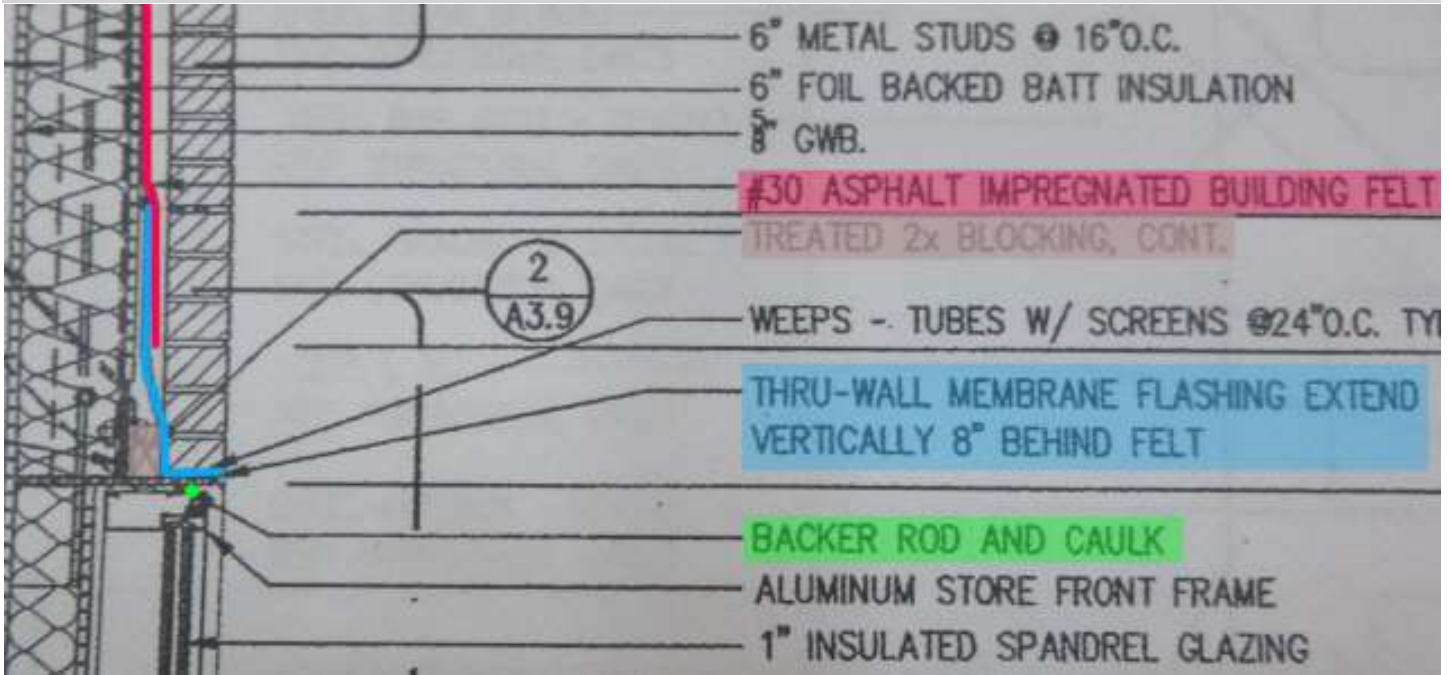 6" METAL STUDS @ 16"O.C.
6" FOIL BACKED BATT INSULATION
5/8" GWB.
#30 ASPHALT IMPREGNATED BUILDING FELT
TREATED 2x BLOCKING, CONT.
2
A3.9
WEEPS - TUBES W/ SCREENS @24"O.C.
THRU-WALL MEMBRANE FLASHING EXTEND
VERTICALLY 8" BEHIND FELT
BACKER ROD AND CAULK
ALUMINUM STORE FRONT FRAME
1" INSULATED SPANDREL GLAZING